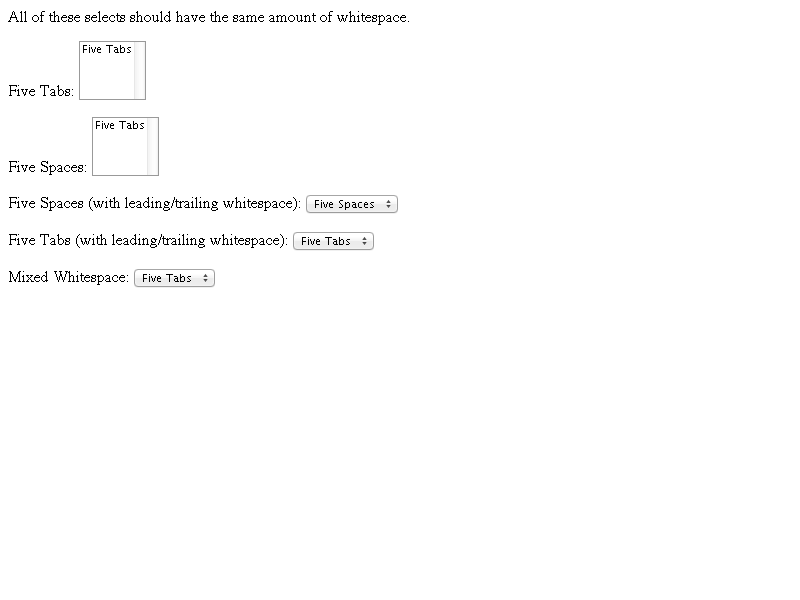 All of these selects should have the same amount of whitespace.
Five Tabs
Five Tabs:
Five Tabs
Five Spaces:
Five Spaces (with leading/trailing whitespace): Five Spaces
Five Tabs (with leading/trailing whitespace): Five Tabs
Mixed Whitespace: Five Tabs